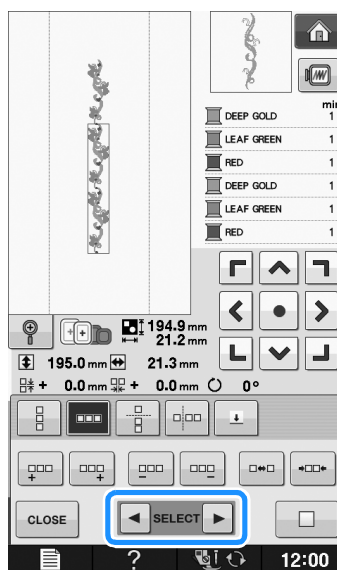 min
DEEP GOLD 1
LEAF GREEN 1
RED 1
DEEP GOLD 1
LEAF GREEN 1
RED 1
194.9 mm
21.2 mm
195.0 mm 21.3 mm
+ 0.0 mm + 0.0 mm 0°
CLOSE SELECT
? 12:00